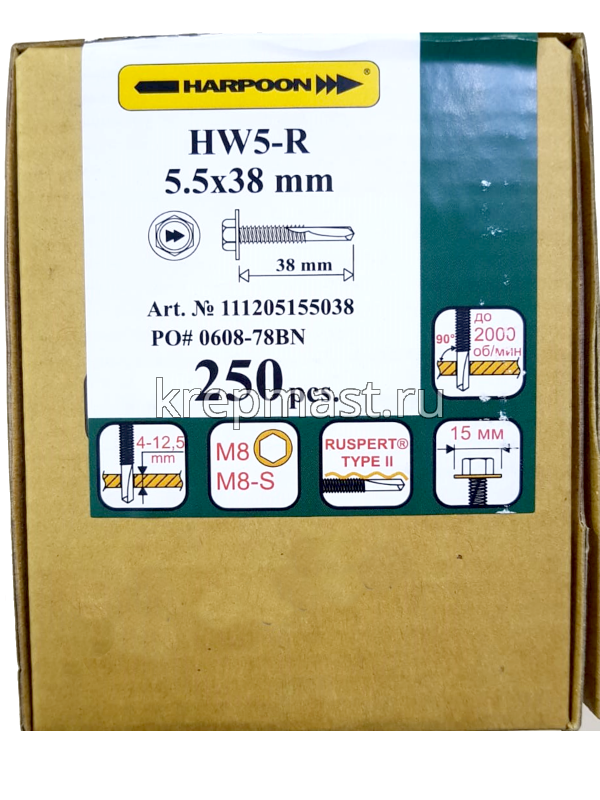 HARPOON®
HW5-R
5.5x38 mm
38 mm
Art. № 111205155038
PO# 0608-78BN
250 pcs.
90°
до
2000
об/мин
krepmast.ru
4-12,5
mm
M8
M8-S
RUSPERT®
TYPE II
15 мм